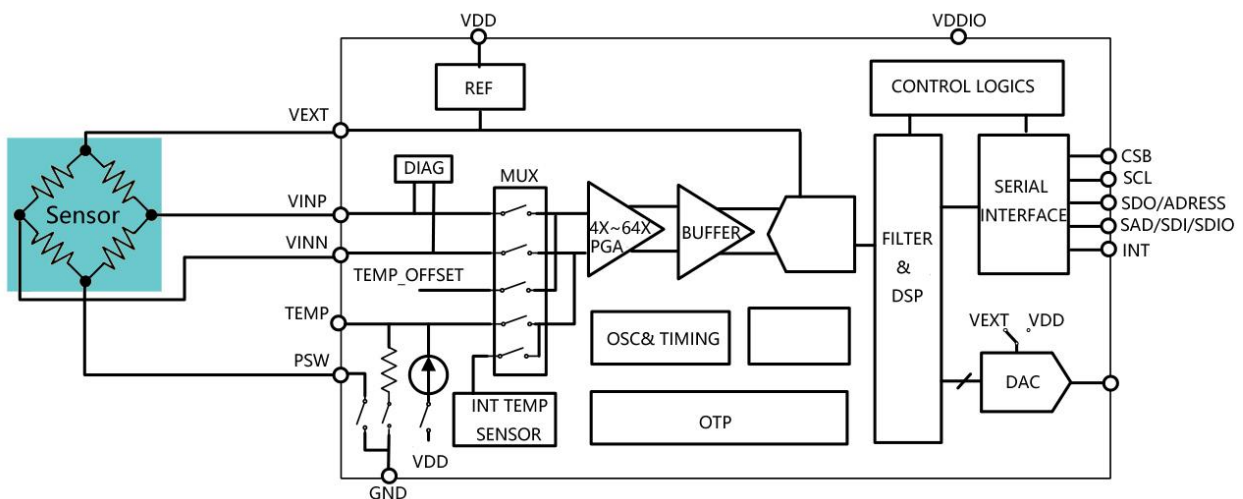 VDD
VDDIO
REF
CONTROL LOGICS
VEXT
DIAG
MUX
CSB
SCL
SDO/ADRESS
SAD/SDI/SDIO
INT
SERIAL
INTERFACE
Sensor
VINP
VINN
4X~64X
PGA
BUFFER
FILTER
&
DSP
TEMP_OFFSET
TEMP
OSC& TIMING
VEXT
VDD
PSW
DAC
INT TEMP
SENSOR
OTP
VDD
GND